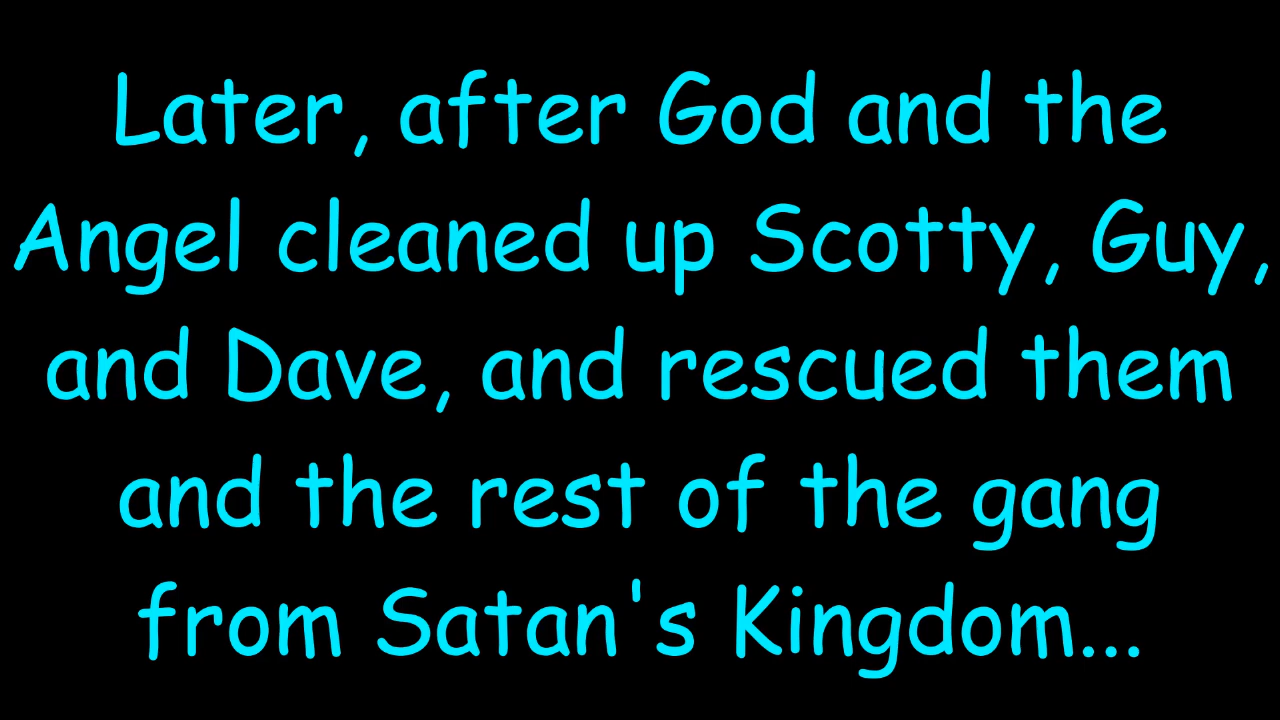 Later, after God and the
Angel cleaned up Scotty, Guy,
and Dave, and rescued them
and the rest of the gang
from Satan's Kingdom...